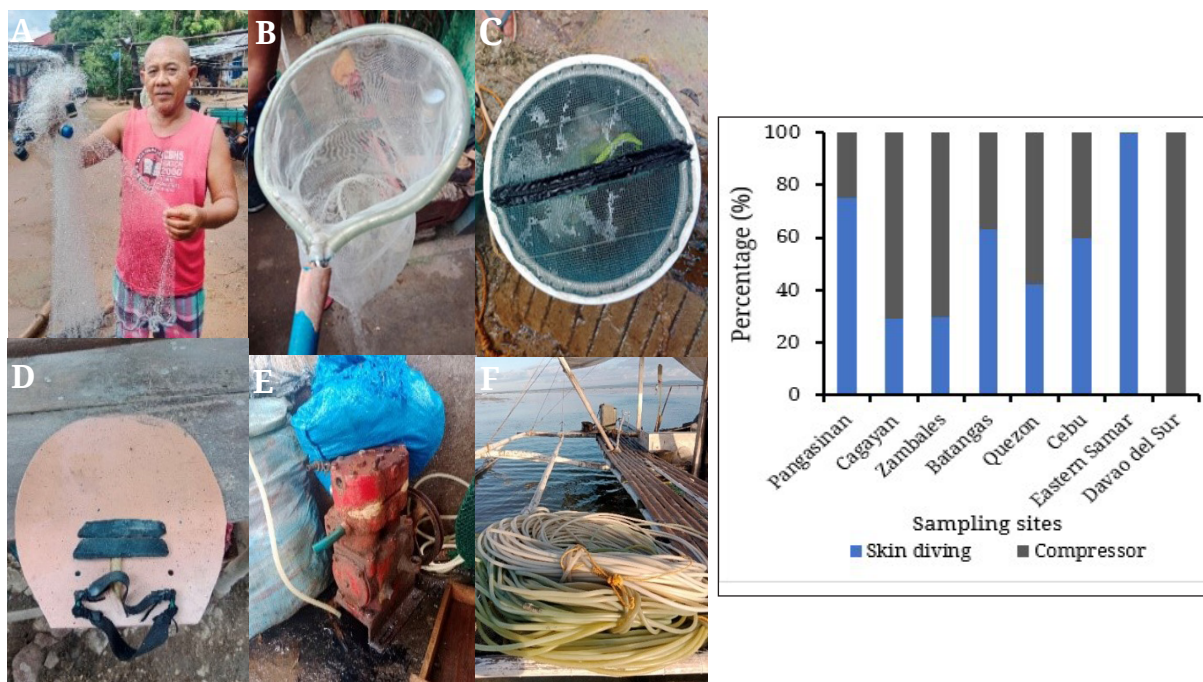 A
B
C
D
E
F
100
80
60
40
20
0
Percentage (%)
Pangasinan
Cagayan
Zambales
Batangas
Quezon
Cebu
Eastern Samar
Davao del Sur
Sampling sites
Skin diving
Compressor